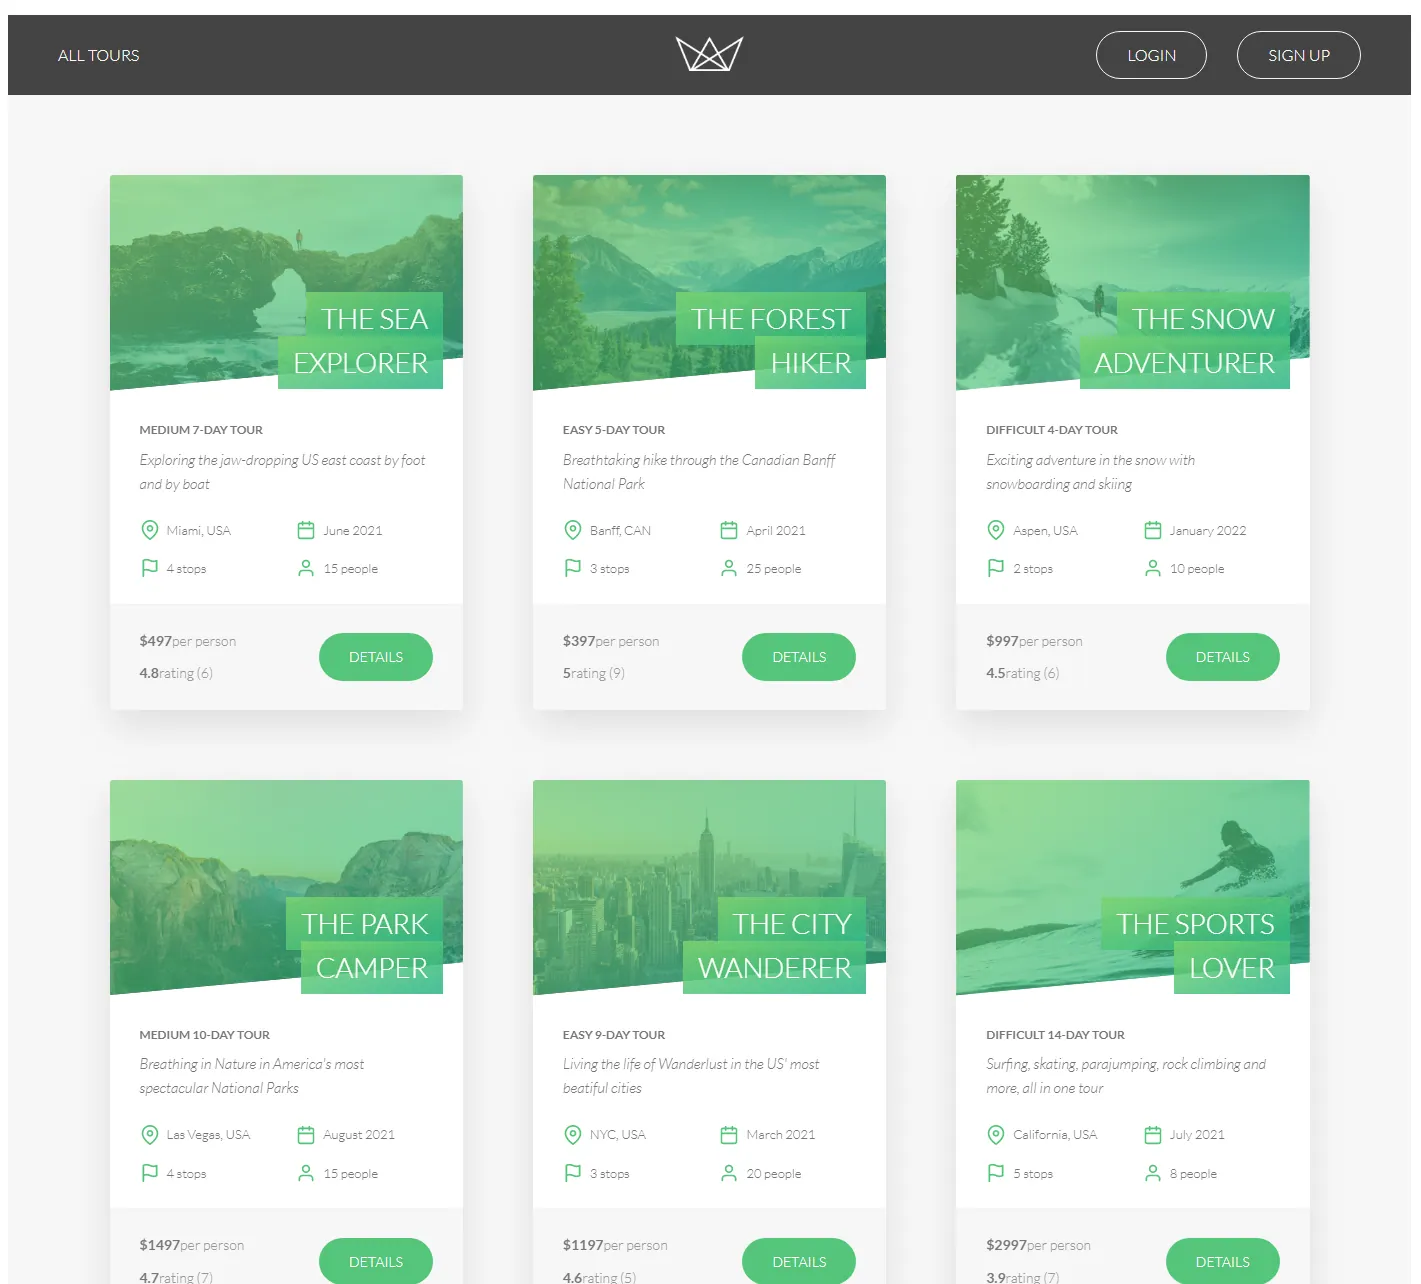 ALL TOURS
LOGIN
SIGN UP
THE SEA
EXPLORER
MEDIUM 7-DAY TOUR
Exploring the jaw-dropping US east coast by foot
and by boat
Miami, USA
June 2021
4 stops
15 people
$497per person
4.8rating (6)
DETAILS
THE FOREST
HIKER
EASY 5-DAY TOUR
Breathtaking hike through the Canadian Banff
National Park
Banff, CAN
April 2021
3 stops
25 people
$397per person
5rating (9)
DETAILS
THE SNOW
ADVENTURER
DIFFICULT 4-DAY TOUR
Exciting adventure in the snow with
snowboarding and skiing
Aspen, USA
January 2022
2 stops
10 people
$997per person
4.5rating (6)
DETAILS
THE PARK
CAMPER
MEDIUM 10-DAY TOUR
Breathing in Nature in America's most
spectacular National Parks
Las Vegas, USA
August 2021
4 stops
15 people
$1497per person
4.7rating (7)
DETAILS
THE CITY
WANDERER
EASY 9-DAY TOUR
Living the life of Wanderlust in the US' most
beatiful cities
NYC, USA
March 2021
3 stops
20 people
$1197per person
4.6rating (5)
DETAILS
THE SPORTS
LOVER
DIFFICULT 14-DAY TOUR
Surfing, skating, parajumping, rock climbing and
more, all in one tour
California, USA
July 2021
5 stops
8 people
$2997per person
3.9rating (7)
DETAILS